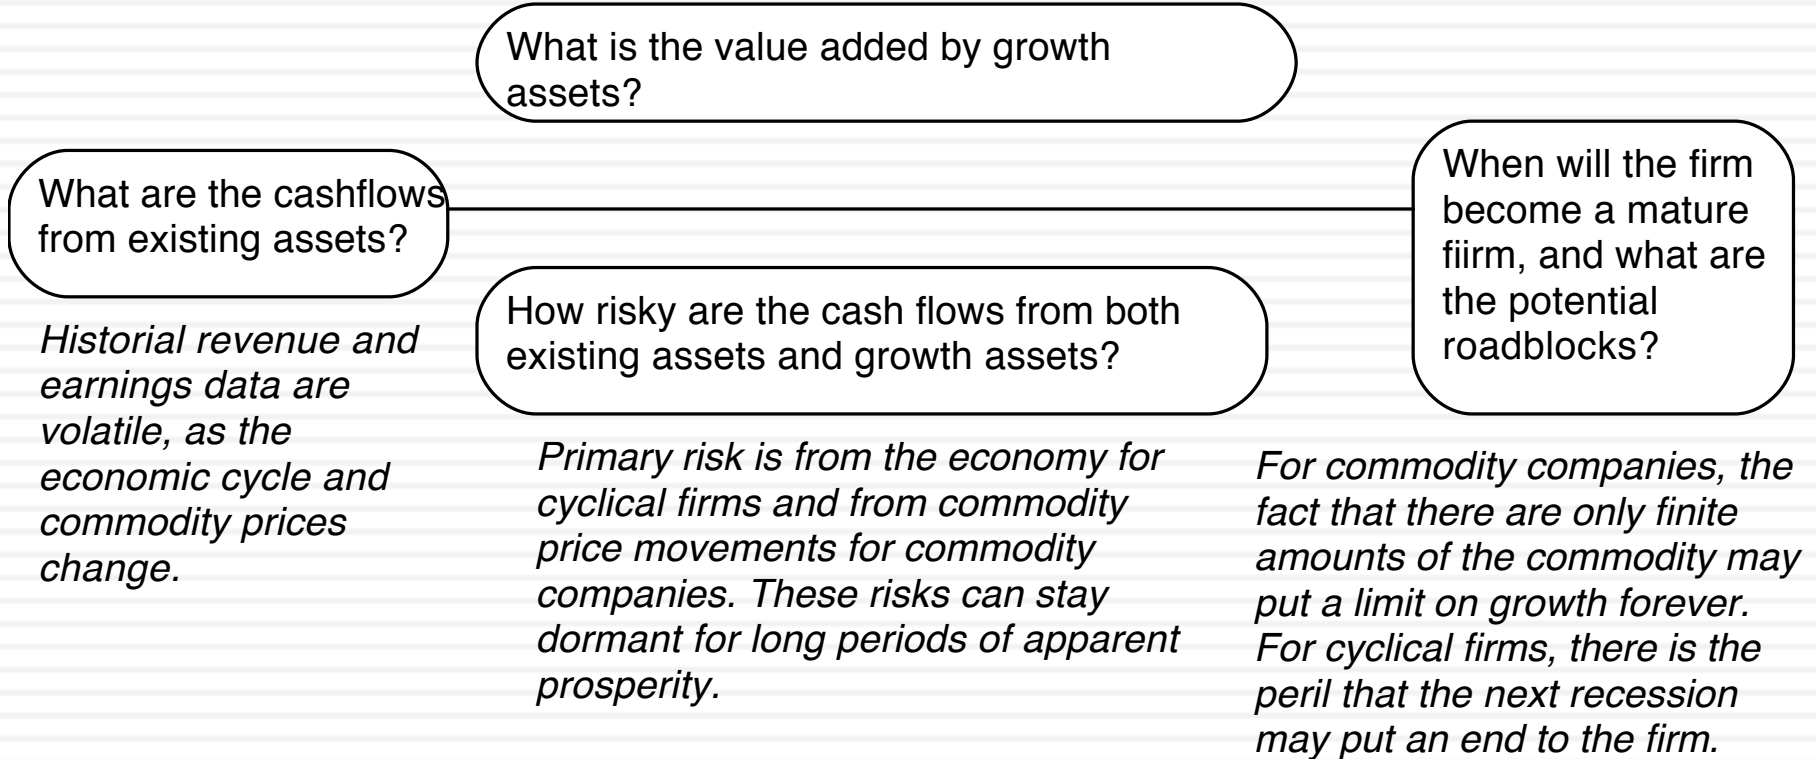 What is the value added by growth
assets?
What are the cashflows
from existing assets?
Historial revenue and
earnings data are
volatile, as the
economic cycle and
commodity prices
change.
How risky are the cash flows from both
existing assets and growth assets?
Primary risk is from the economy for
cyclical firms and from commodity
price movements for commodity
companies. These risks can stay
dormant for long periods of apparent
prosperity.
When will the firm
become a mature
fiirm, and what are
the potential
roadblocks?
For commodity companies, the
fact that there are only finite
amounts of the commodity may
put a limit on growth forever.
For cyclical firms, there is the
peril that the next recession
may put an end to the firm.